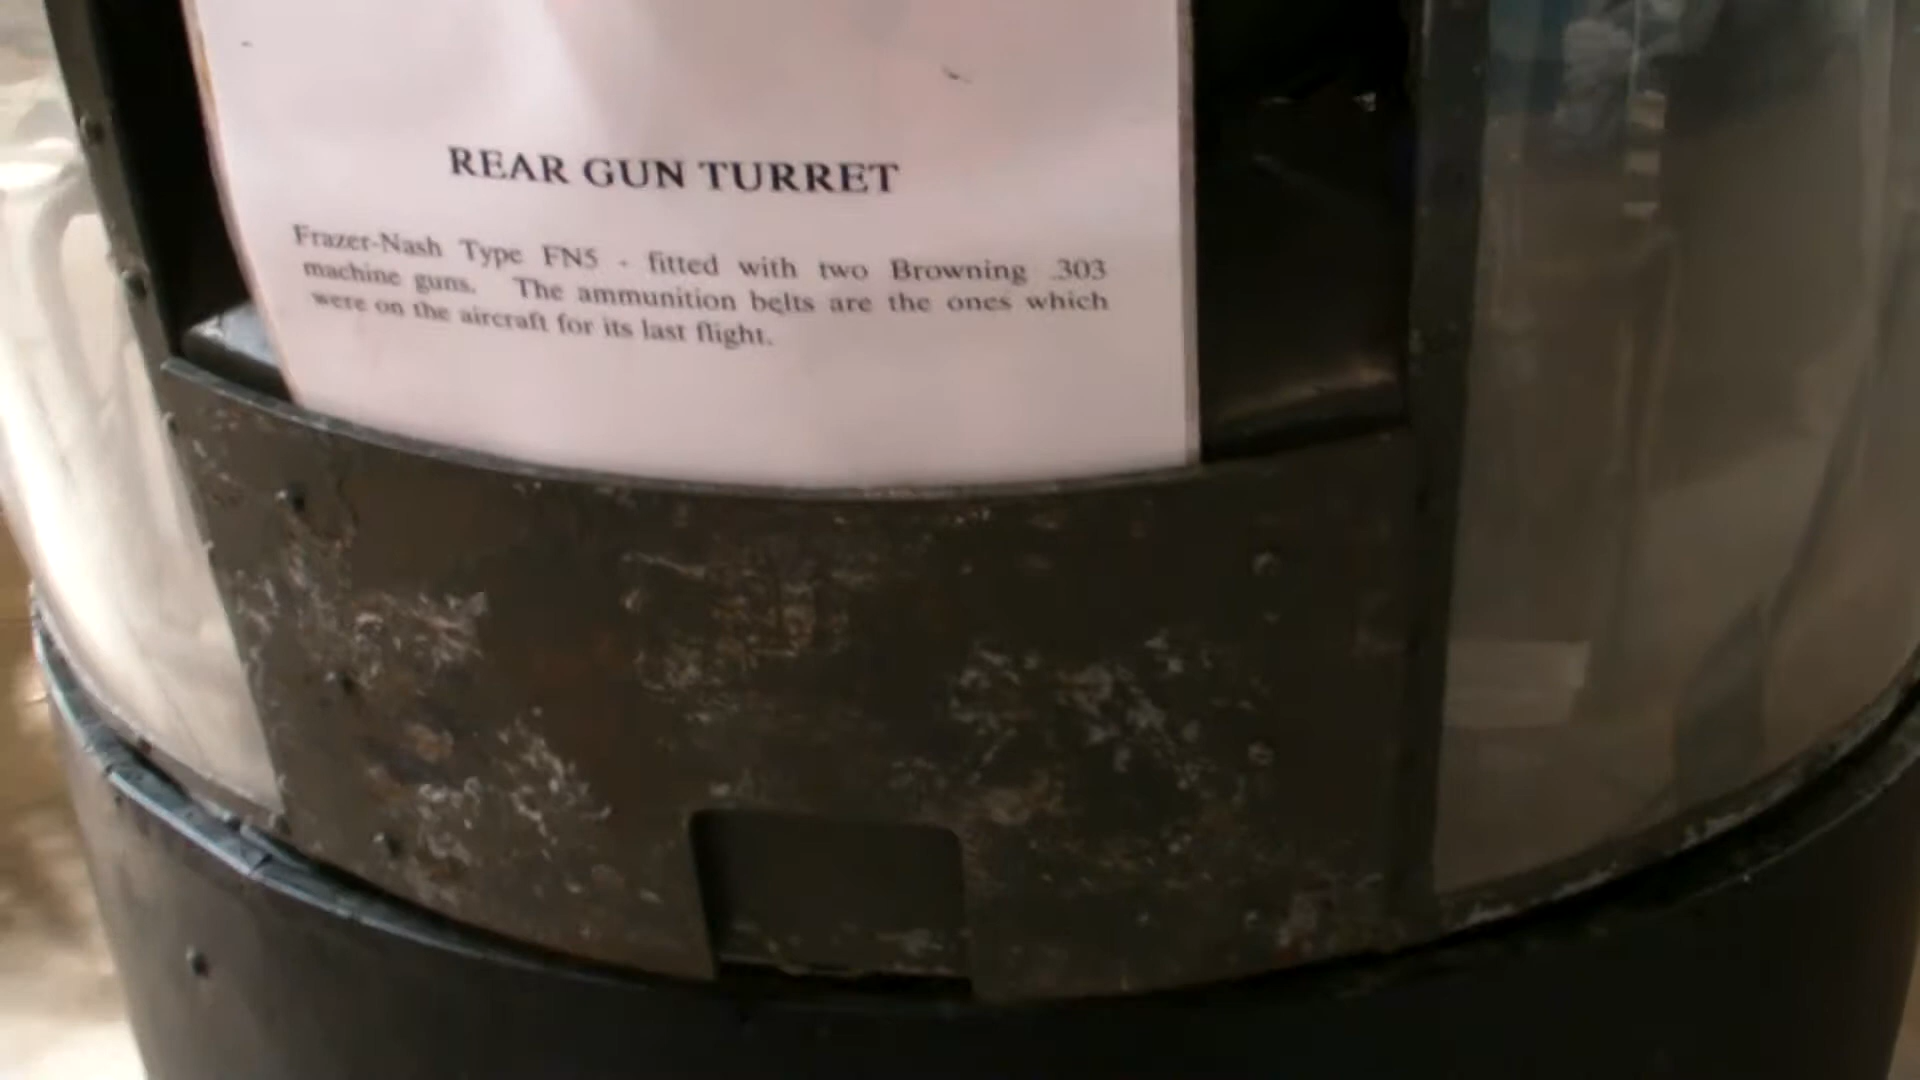 REAR GUN TURRET
Frazer-Nash Type FN5 - fitted with two Browning .303
machine guns. The ammunition belts are the ones which
were on the aircraft for its last flight.